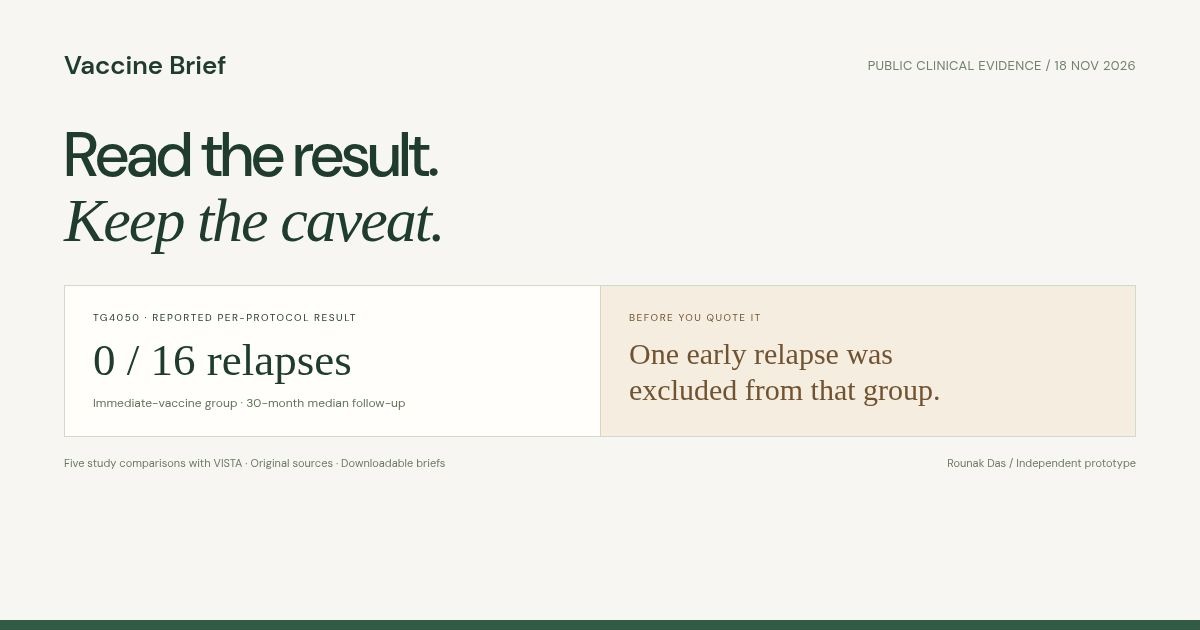 Vaccine Brief
PUBLIC CLINICAL EVIDENCE / 18 NOV 2026
Read the result.
Keep the caveat.
TG4050 · REPORTED PER-PROTOCOL RESULT
0 / 16 relapses
Immediate-vaccine group · 30-month median follow-up
BEFORE YOU QUOTE IT
One early relapse was
excluded from that group.
Five study comparisons with VISTA · Original sources · Downloadable briefs
Rounak Das / Independent prototype